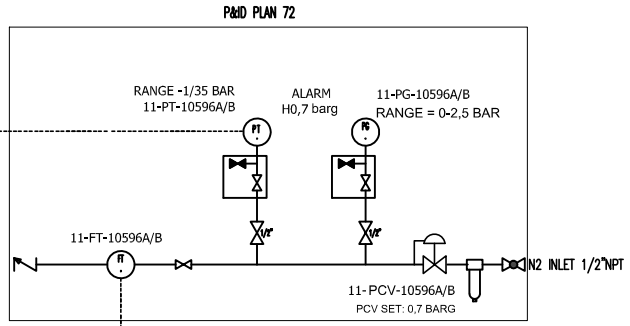 P&ID PLAN 72
RANGE -1/35 BAR
11-PT-10596A/B
ALARM
H0,7 barg
11-PG-10596A/B
RANGE = 0-2,5 BAR
PT
PG
1/2"
1/2"
11-FT-10596A/B
FT
N2 INLET 1/2"NPT
11-PCV-10596A/B
PCV SET: 0,7 BARG